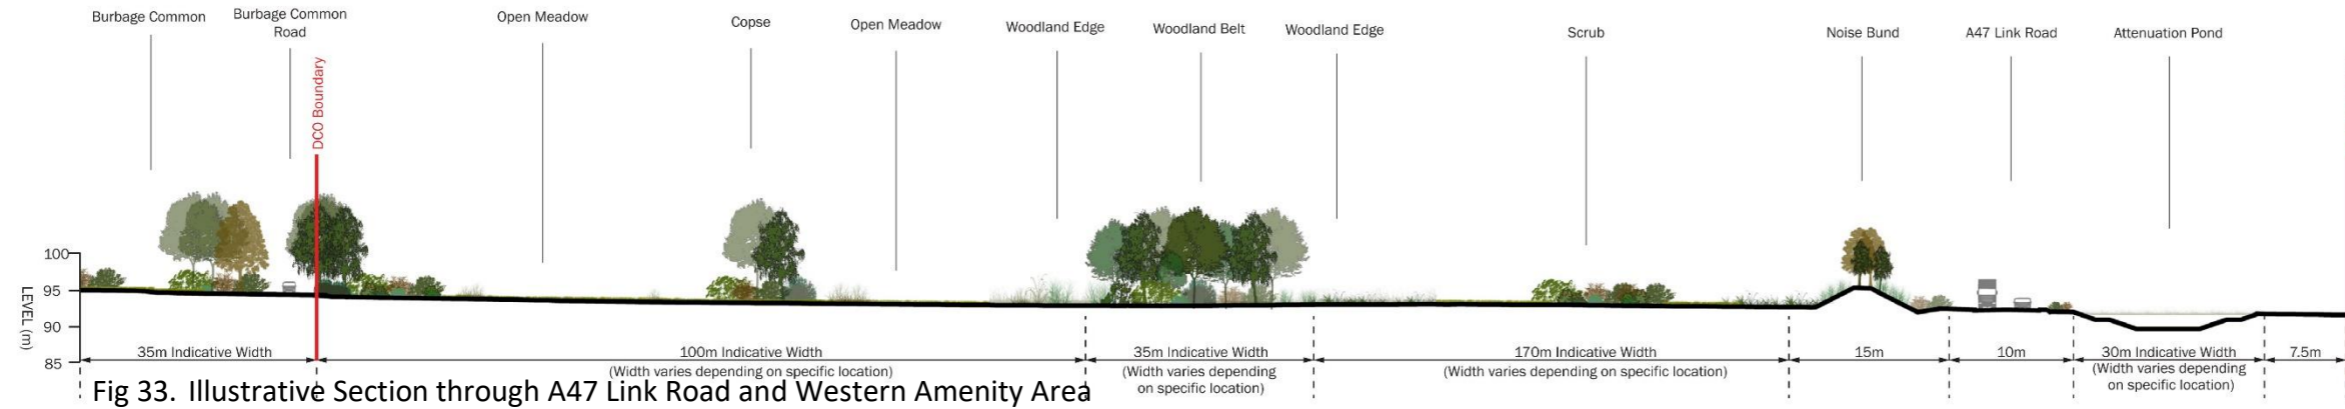 Burbage Common
Burbage Common
Road
Open Meadow
Copse
Open Meadow
Woodland Edge
Woodland Belt
Woodland Edge
Scrub
Noise Bund
A47 Link Road
Attenuation Pond
DCO Boundary
LEVEL (m)
100
95
90
85
35m Indicative Width
100m Indicative Width
(Width varies depending on specific location)
35m Indicative Width
(Width varies depending
on specific location)
170m Indicative Width
(Width varies depending on specific location)
15m
10m
30m Indicative Width
(Width varies depending
on specific location)
7.5m
Fig 33. Illustrative Section through A47 Link Road and Western Amenity Area